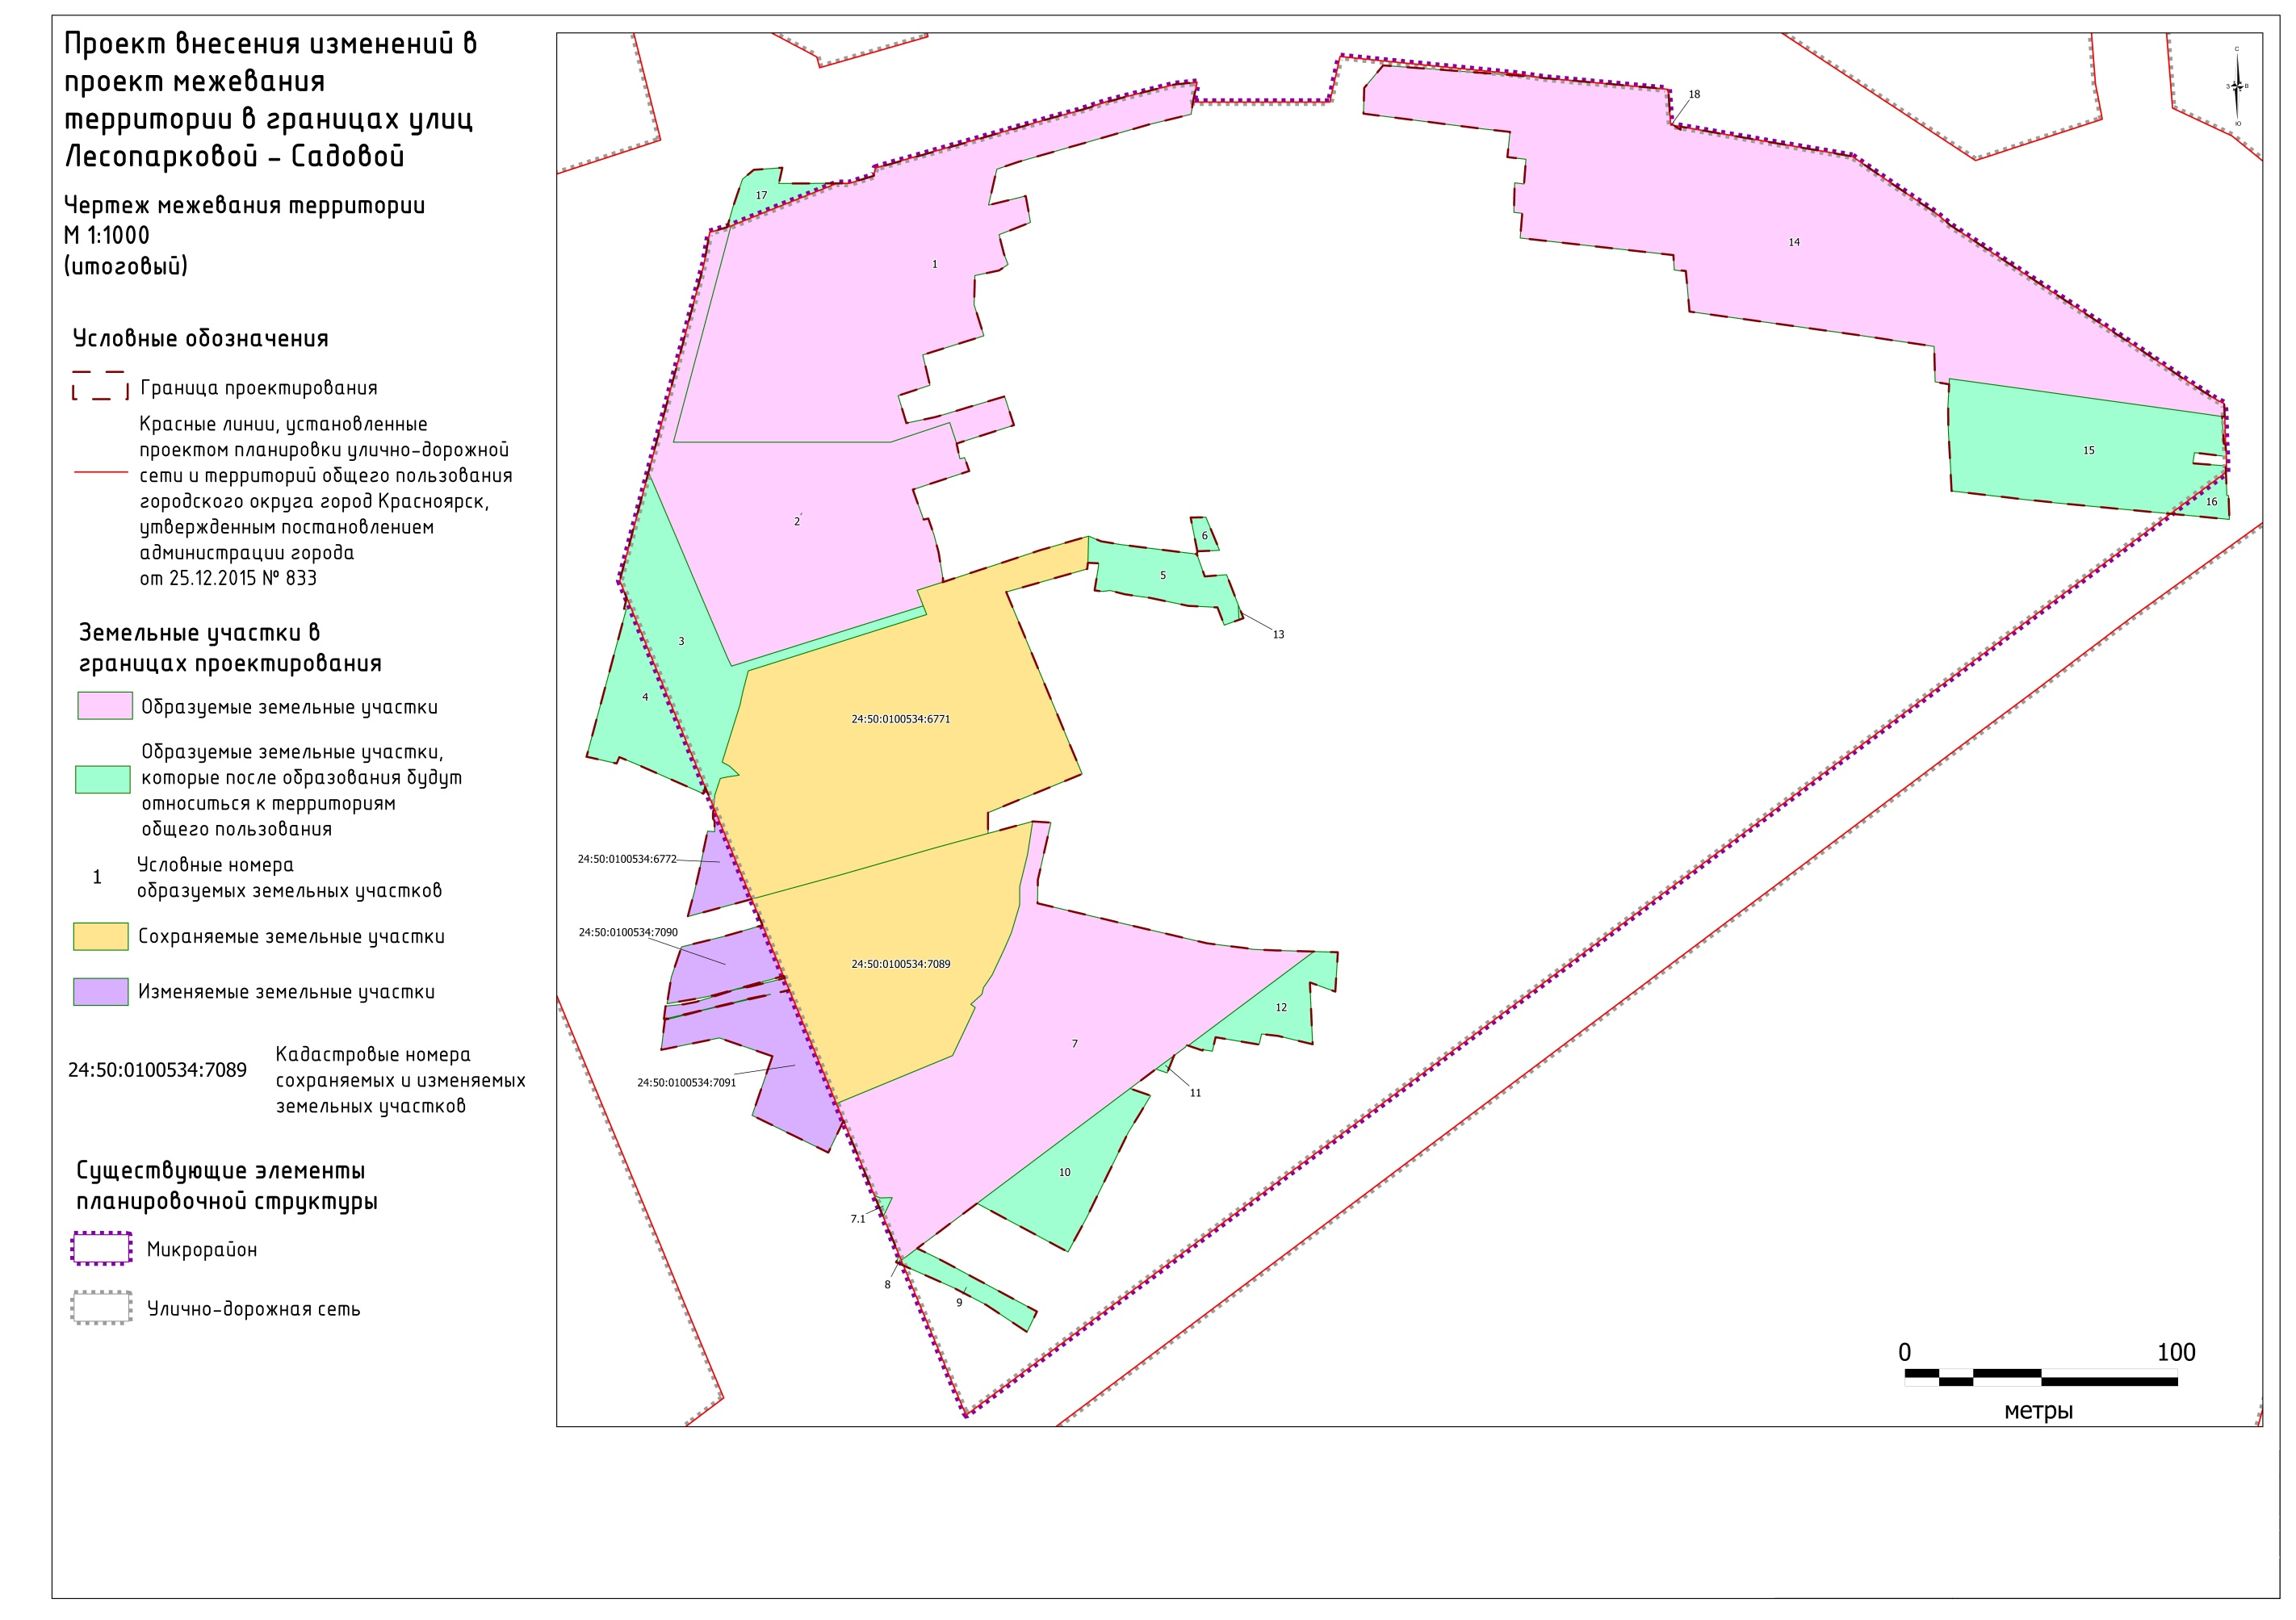 Проект внесения изменений в
проект межевания
территории в границах улиц
Лесопарковой - Садовой
Чертеж межевания территории
М 1:1000
(итоговый)
Условные обозначения
Граница проектирования
Красные линии, установленные
проектом планировки улично-дорожной
сети и территорий общего пользования
городского округа город Красноярск,
утвержденным постановлением
администрации города
от 25.12.2015 № 833
Земельные участки в
границах проектирования
Образуемые земельные участки
Образуемые земельные участки,
которые после образования будут
относиться к территориям
общего пользования
1
Условные номера
образуемых земельных участков
Сохраняемые земельные участки
Изменяемые земельные участки
24:50:0100534:7089
Кадастровые номера
сохраняемых и изменяемых
земельных участков
Существующие элементы
планировочной структуры
Микрорайон
Улично-дорожная сеть
С
З
В
Ю
18
17
14
1
15
16
2
6
5
13
3
4
24:50:0100534:6771
24:50:0100534:6772
24:50:0100534:7090
24:50:0100534:7089
12
7
24:50:0100534:7091
11
10
7.1
8
9
0 100
метры